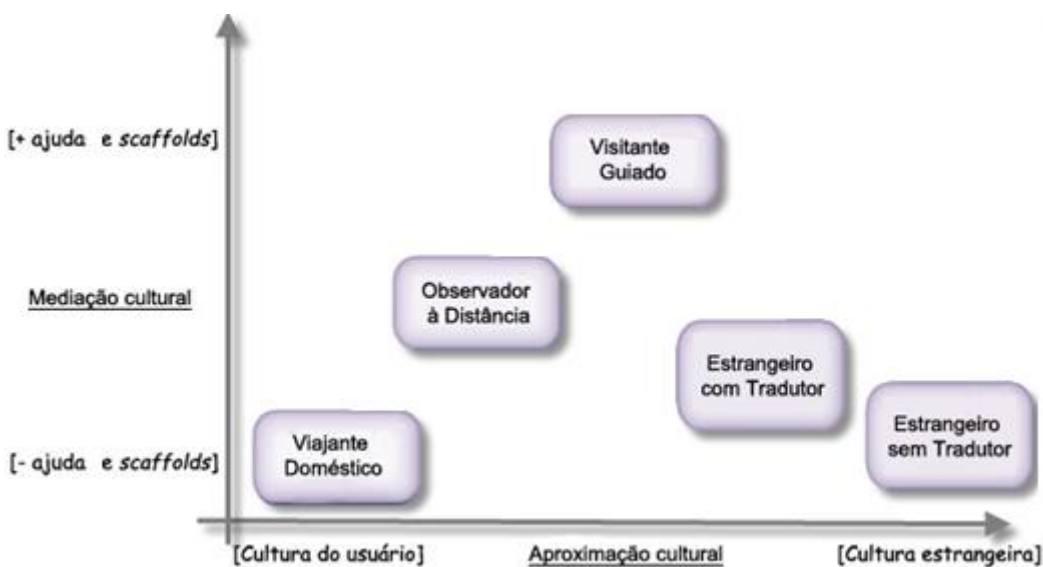 [+ ajuda e scaffolds]
Visitante
Guiado
Mediação cultural
Observador
à Distância
Estrangeiro
com Tradutor
Estrangeiro
sem Tradutor
Viajante
Doméstico
[- ajuda e scaffolds]
[Cultura do usuário]
Aproximação cultural
[Cultura estrangeira]